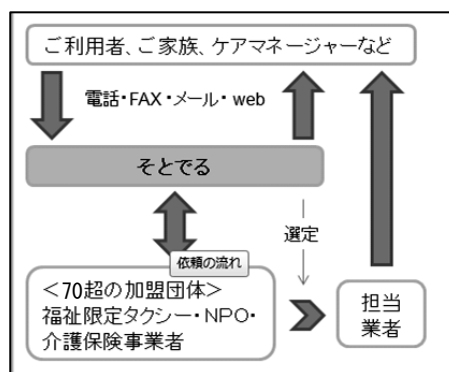 ご利用者、ご家族、ケアマネージャーなど
電話・FAX・メール・web
そとでる
選定
依頼の流れ
＜70超の加盟団体＞
福祉限定タクシー・NPO・
介護保険事業者
担当
業者